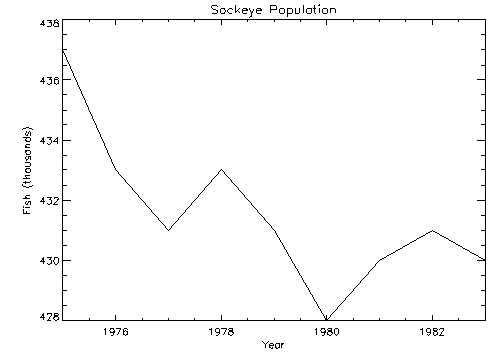 Sockeye Population
438
436
434
432
430
428
Fish (thousands)
1976 1978 1980 1982
Year